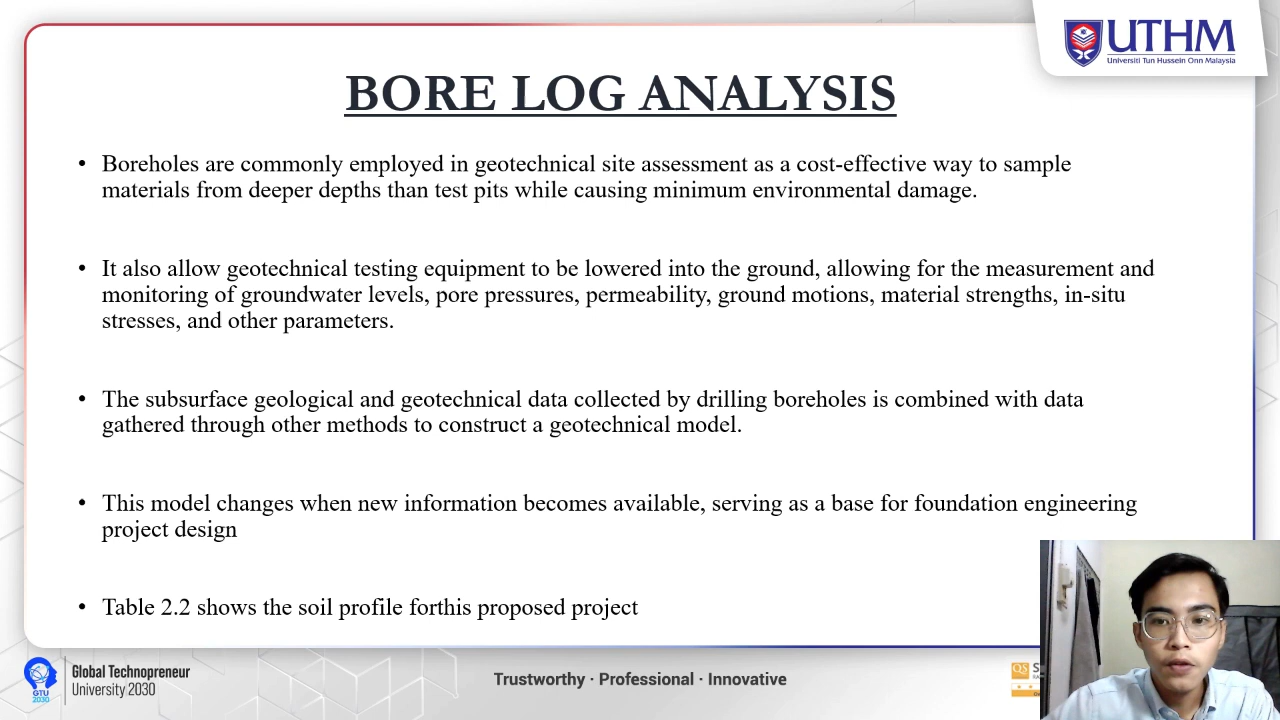 UTHM
Universiti Tun Hussein Onn Malaysia
BORE LOG ANALYSIS
• Boreholes are commonly employed in geotechnical site assessment as a cost-effective way to sample
materials from deeper depths than test pits while causing minimum environmental damage.
• It also allow geotechnical testing equipment to be lowered into the ground, allowing for the measurement and
monitoring of groundwater levels, pore pressures, permeability, ground motions, material strengths, in-situ
stresses, and other parameters.
• The subsurface geological and geotechnical data collected by drilling boreholes is combined with data
gathered through other methods to construct a geotechnical model.
• This model changes when new information becomes available, serving as a base for foundation engineering
project design
• Table 2.2 shows the soil profile forthis proposed project
GTU
2030
Global Technopreneur
University 2030
Trustworthy · Professional · Innovative
QS